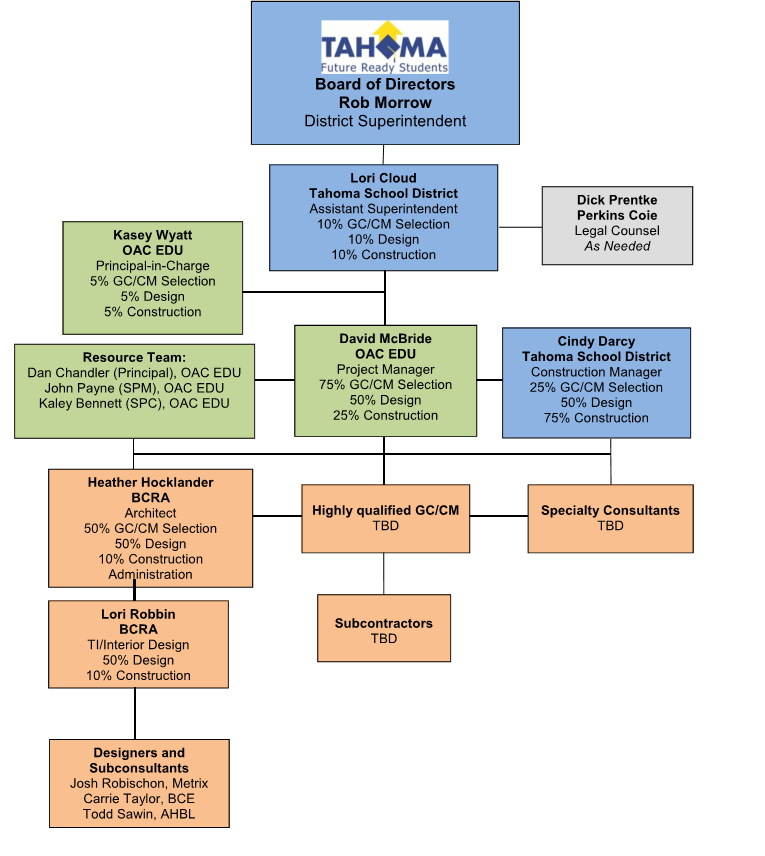 TAHOMA
Future Ready Students
Board of Directors
Rob Morrow
District Superintendent
Lori Cloud
Tahoma School District
Assistant Superintendent
10% GC/CM Selection
10% Design
10% Construction
Dick Prentke
Perkins Coie
Legal Counsel
As Needed
Kasey Wyatt
OAC EDU
Principal-in-Charge
5% GC/CM Selection
5% Design
5% Construction
David McBride
OAC EDU
Project Manager
75% GC/CM Selection
50% Design
25% Construction
Cindy Darcy
Tahoma School District
Construction Manager
25% GC/CM Selection
50% Design
75% Construction
Resource Team:
Dan Chandler (Principal), OAC EDU
John Payne (SPM), OAC EDU
Kaley Bennett (SPC), OAC EDU
Heather Hocklander
BCRA
Architect
50% GC/CM Selection
50% Design
10% Construction
Administration
Highly qualified GC/CM
TBD
Specialty Consultants
TBD
Lori Robbin
BCRA
TI/Interior Design
50% Design
10% Construction
Subcontractors
TBD
Designers and
Subconsultants
Josh Robischon, Metrix
Carrie Taylor, BCE
Todd Sawin, AHBL